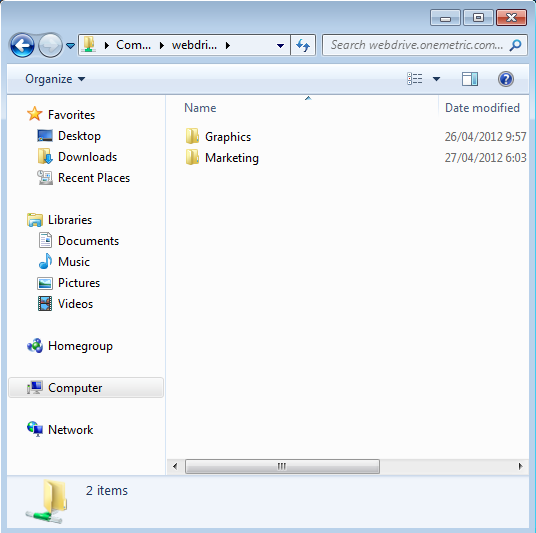 Com... webdri...
Search webdrive.onemetric.com...
Organize
Name Date modified
Favorites
Desktop
Downloads
Recent Places
Libraries
Documents
Music
Pictures
Videos
Homegroup
Computer
Network
Graphics 26/04/2012 9:57
Marketing 27/04/2012 6:03
2 items